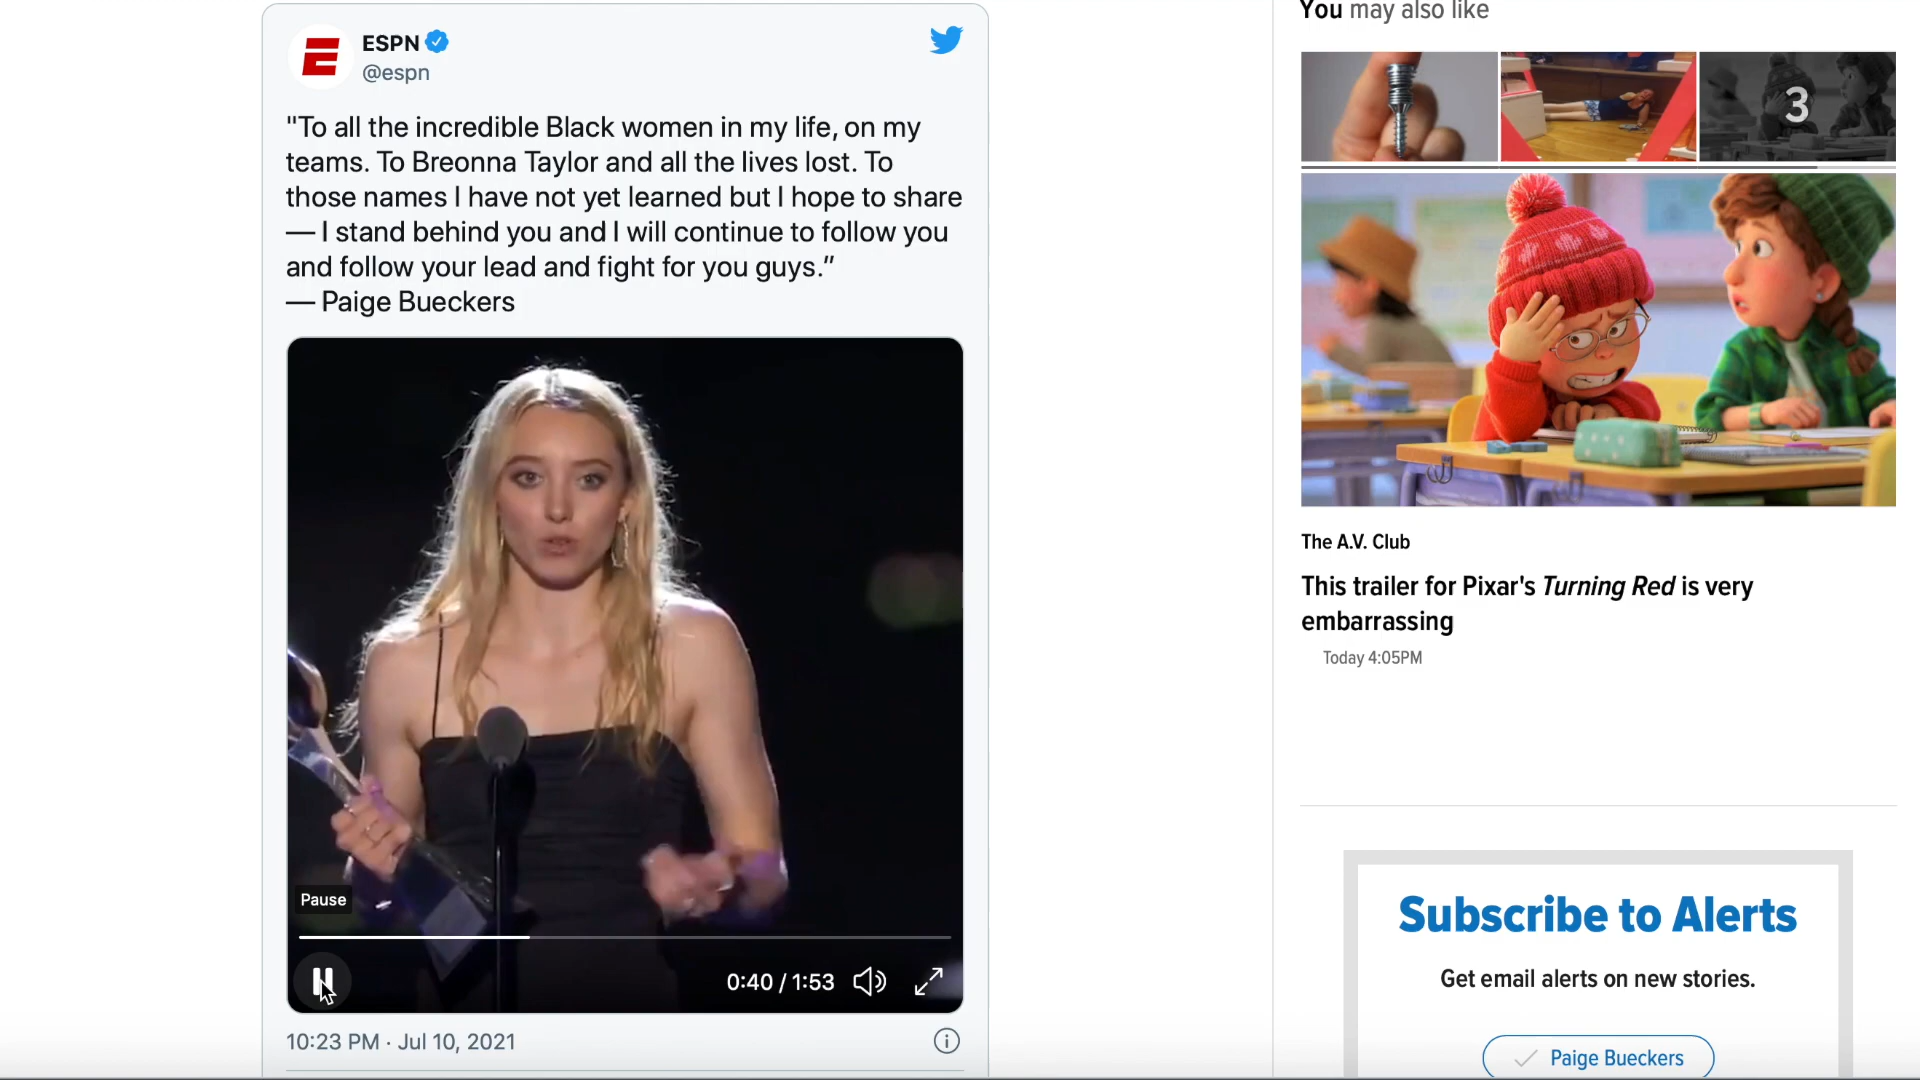 ESPN
@espn
"To all the incredible Black women in my life, on my
teams. To Breonna Taylor and all the lives lost. To
those names I have not yet learned but I hope to share
— I stand behind you and I will continue to follow you
and follow your lead and fight for you guys.”
— Paige Bueckers
Pause
0:40 / 1:53
10:23 PM · Jul 10, 2021
You may also like
3
The A.V. Club
This trailer for Pixar's Turning Red is very
embarrassing
Today 4:05PM
Subscribe to Alerts
Get email alerts on new stories.
Paige Bueckers